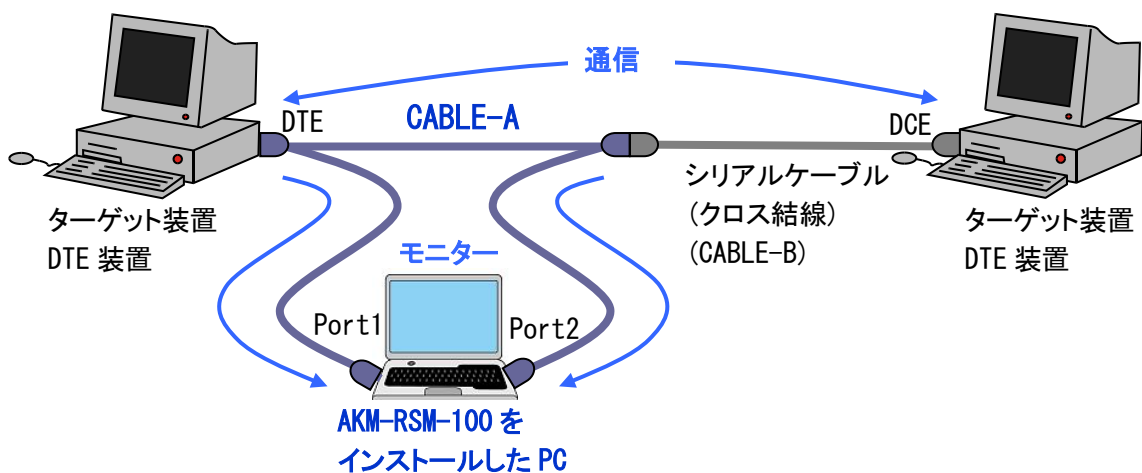 通信
DTE
CABLE-A
DCE
シリアルケーブル
(クロス結線)
(CABLE-B)
ターゲット装置
DTE 装置
ターゲット装置
DTE 装置
モニター
Port1
Port2
AKM-RSM-100 を
インストールした PC